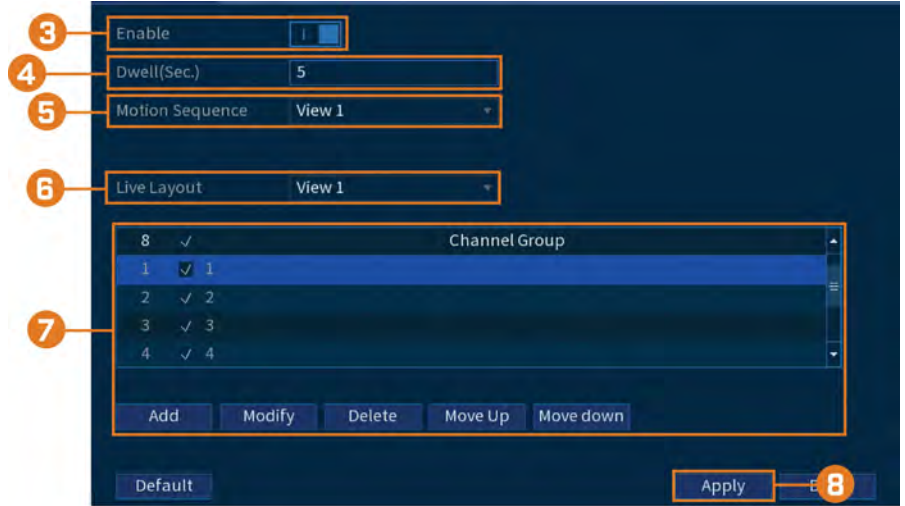 3 Enable
4 Dwell(Sec.) 5
5 Motion Sequence View 1
6 Live Layout View 1
8 Channel Group
1 1
2 2
7 3 3
4 4
Add Modify Delete Move Up Move down
Default Apply 8